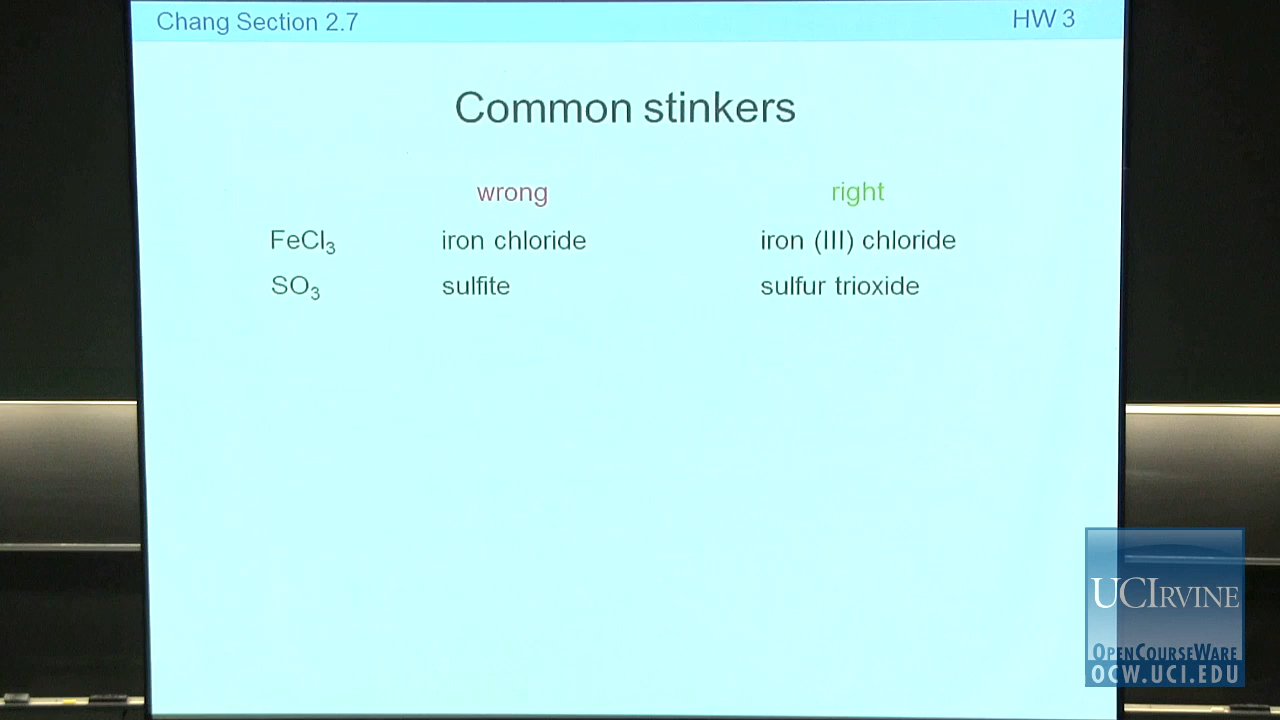 Chang Section 2.7 HW 3
Common stinkers
wrong right
FeCl₃ iron chloride iron (III) chloride
SO₃ sulfite sulfur trioxide
UCIRVINE
OPENCOURSEWARE
OCW.UCI.EDU